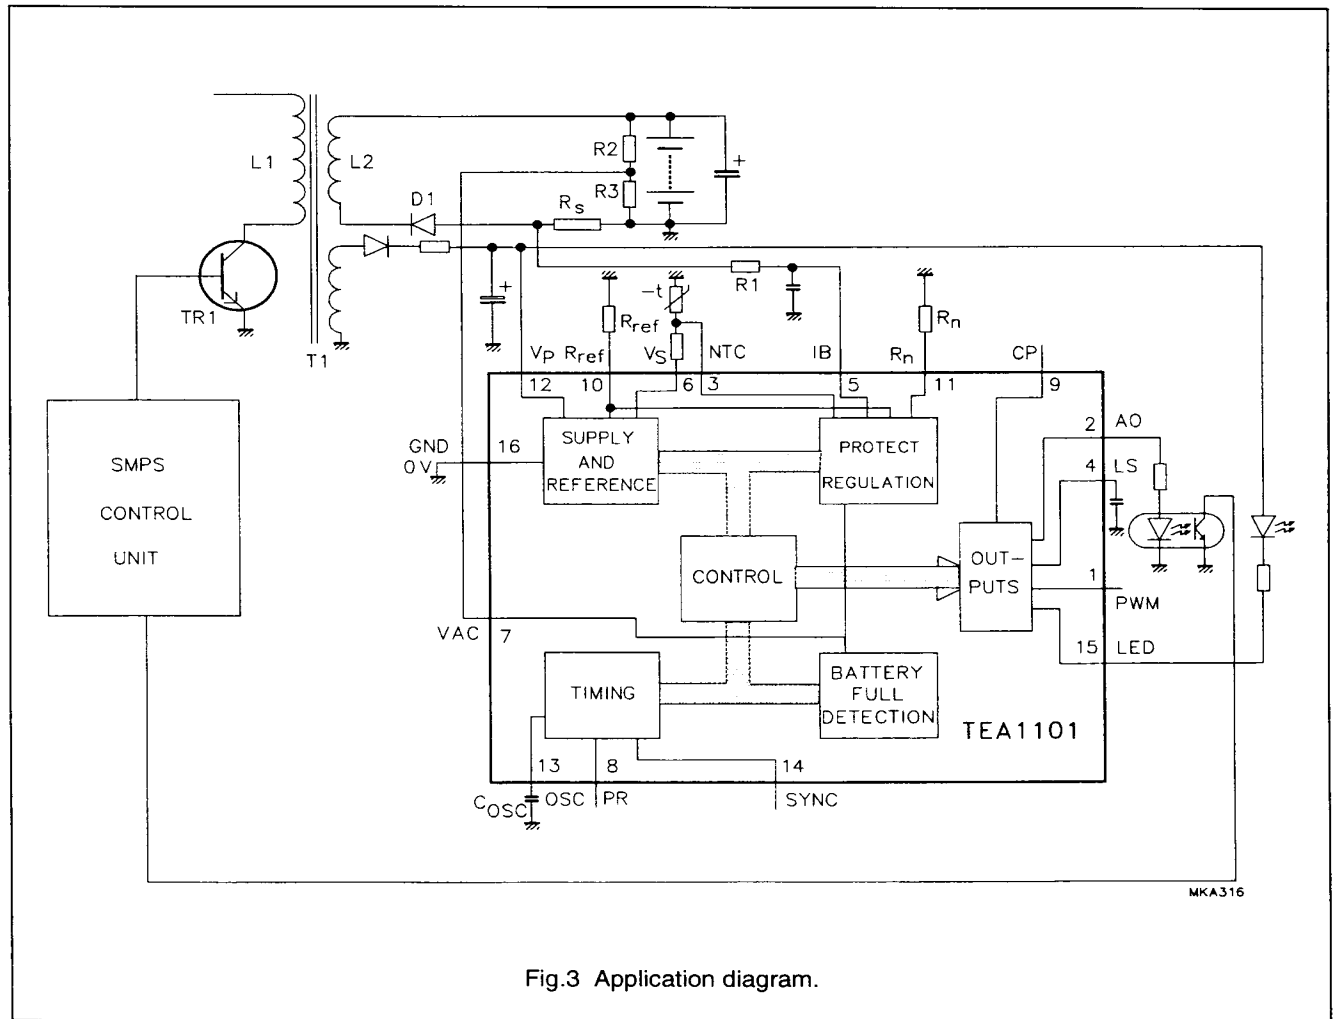 L1
L2
R2
R3
D1
Rs
R1
-t
Rref
Rn
TR1
T1
VP
Rref
VS
NTC
IB
Rn
CP
12
10
6
3
5
11
9
SMPS
CONTROL
UNIT
GND
0V
16
SUPPLY
AND
REFERENCE
PROTECT
REGULATION
2
AO
4
LS
CONTROL
OUT-
PUTS
1
PWM
VAC
7
15
LED
TIMING
BATTERY
FULL
DETECTION
TEA1101
13
8
14
COSC
OSC
PR
SYNC
MKA316
Fig.3 Application diagram.